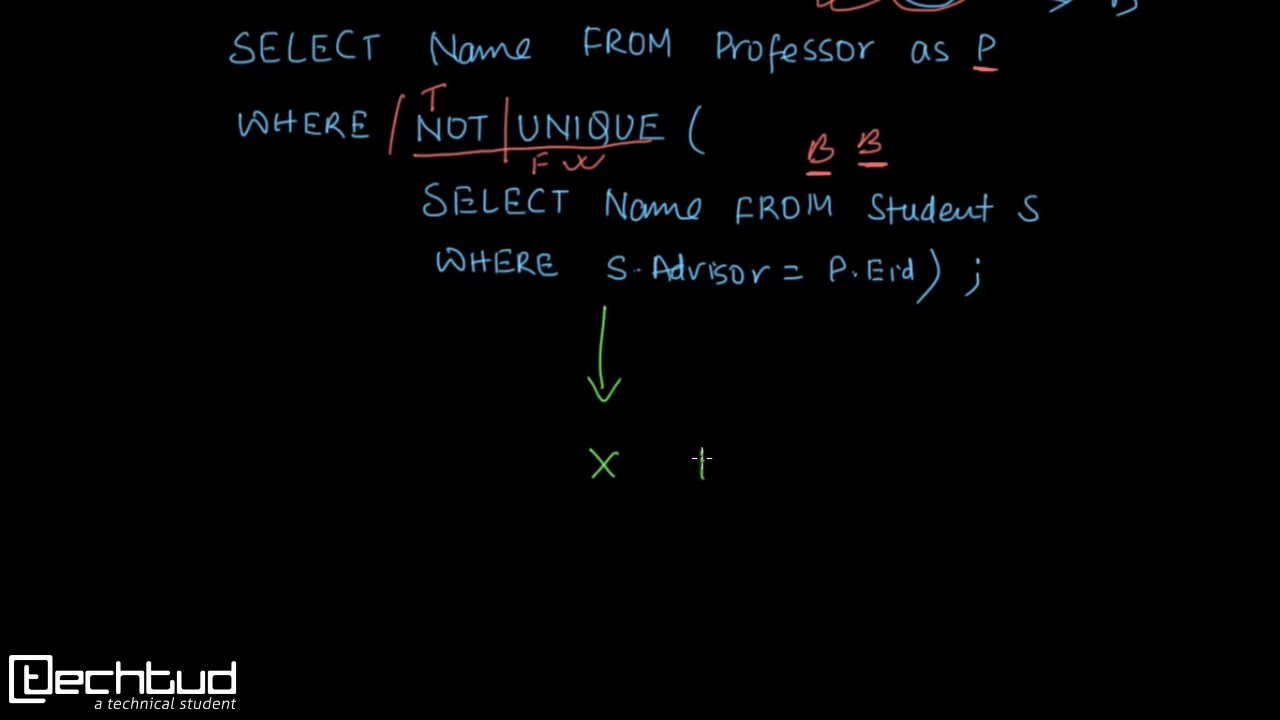 SELECT Name FROM Professor as P
T
WHERE / NOT | UNIQUE (
B B
F
SELECT Name FROM Student S
WHERE S.Advisor = P.Eid ) ;
X
techtud
a technical student